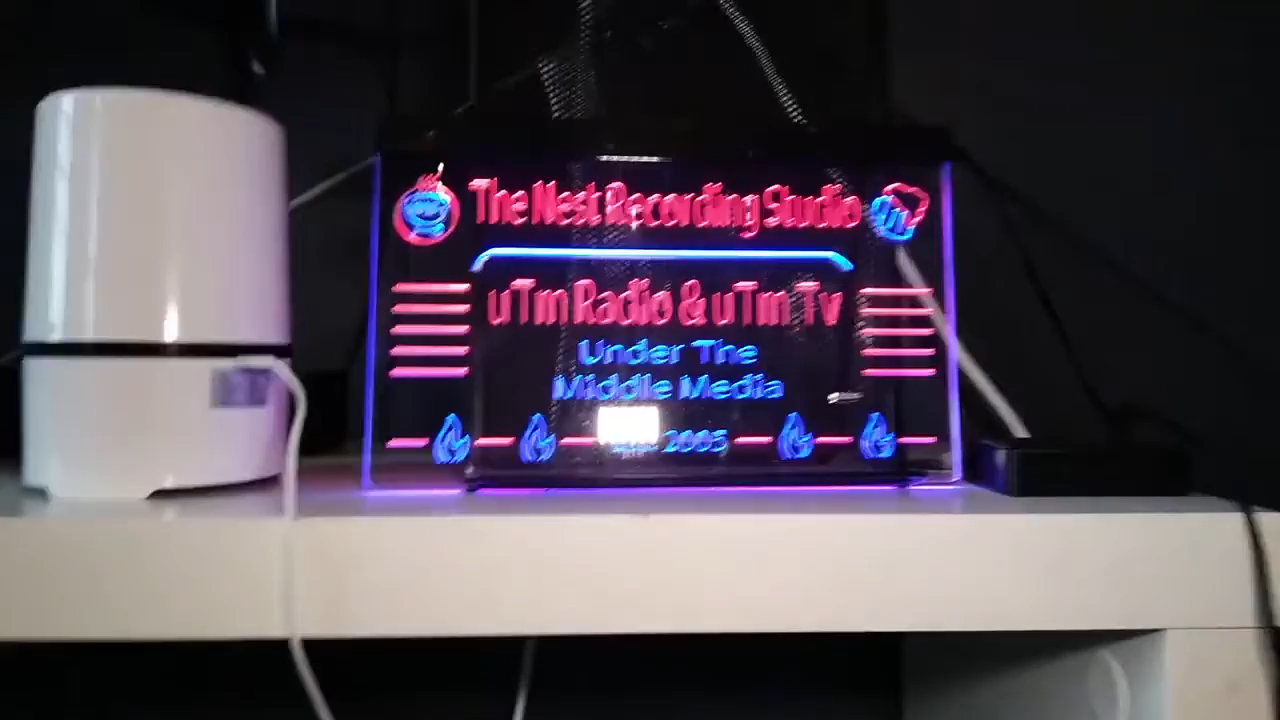 The Nest Recording Studio
uTm Radio & uTm Tv
Under The
Middle Media
2005